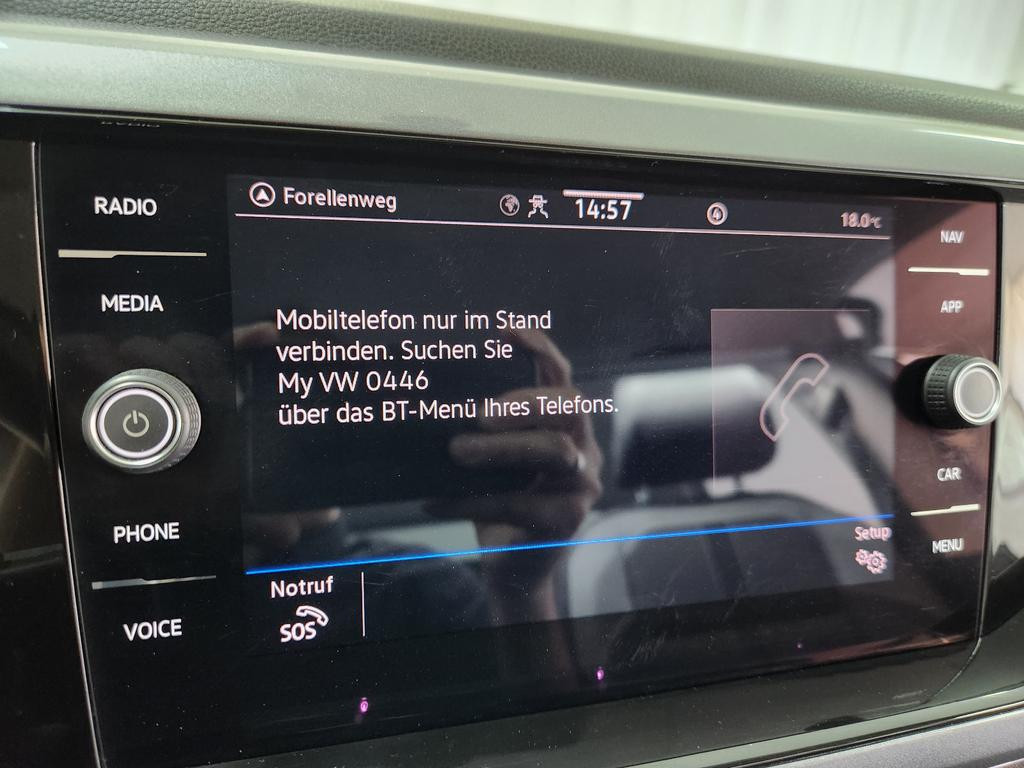 RADIO
MEDIA
PHONE
VOICE
Forellenweg
14:57
4
18.0°C
Mobiltelefon nur im Stand
verbinden. Suchen Sie
My VW 0446
über das BT-Menü Ihres Telefons.
Setup
Notruf
SOS
NAV
APP
CAR
MENU